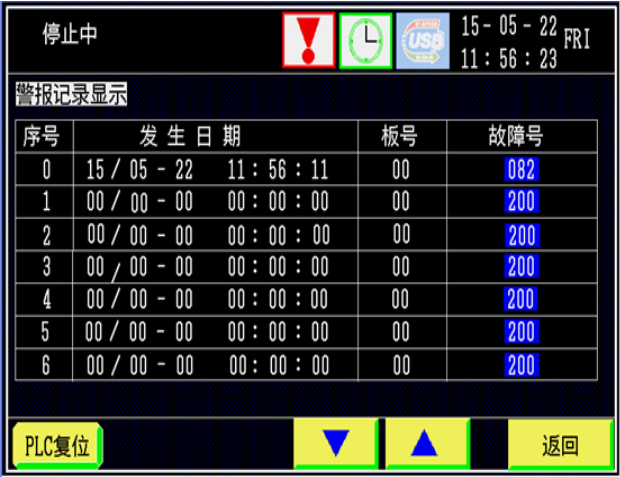 停止中
USB
15- 05 - 22 FRI
11 : 56 : 23
警报记录显示
序号 发 生 日 期 板号 故障号
0 15 / 05 - 22 11 : 56 : 11 00 082
1 00 / 00 - 00 00 : 00 : 00 00 200
2 00 / 00 - 00 00 : 00 : 00 00 200
3 00 / 00 - 00 00 : 00 : 00 00 200
4 00 / 00 - 00 00 : 00 : 00 00 200
5 00 / 00 - 00 00 : 00 : 00 00 200
6 00 / 00 - 00 00 : 00 : 00 00 200
PLC复位 返回